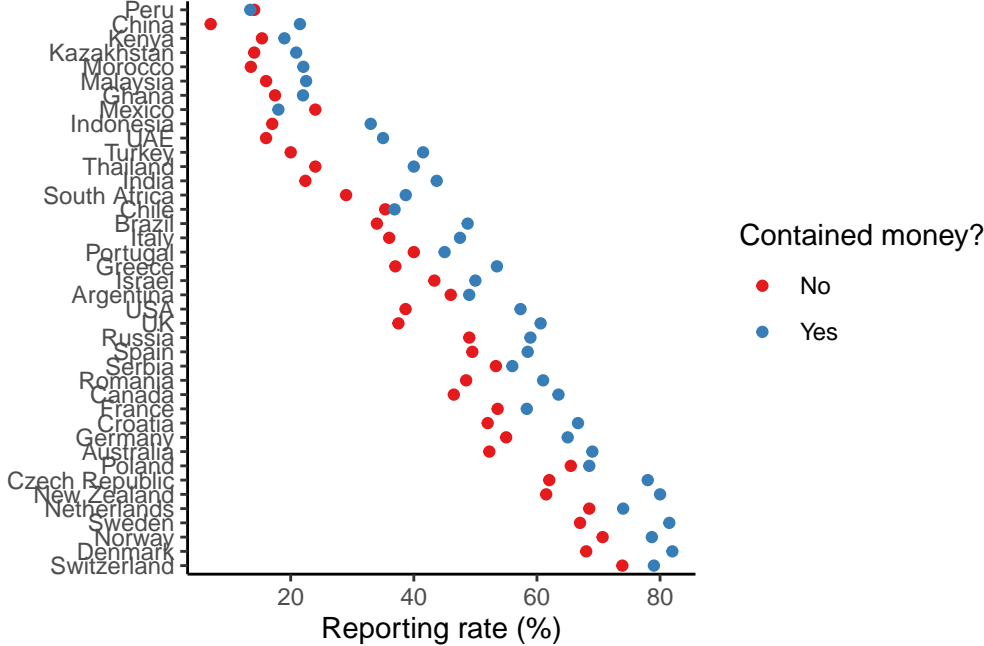 Peru
China
Kenya
Kazakhstan
Morocco
Malaysia
Ghana
Mexico
Indonesia
UAE
Turkey
Thailand
India
South Africa
Chile
Brazil
Italy
Portugal
Greece
Israel
Argentina
USA
UK
Russia
Spain
Serbia
Romania
Canada
France
Croatia
Germany
Australia
Poland
Czech Republic
New Zealand
Netherlands
Sweden
Norway
Denmark
Switzerland
20 40 60 80
Reporting rate (%)
Contained money?
No
Yes